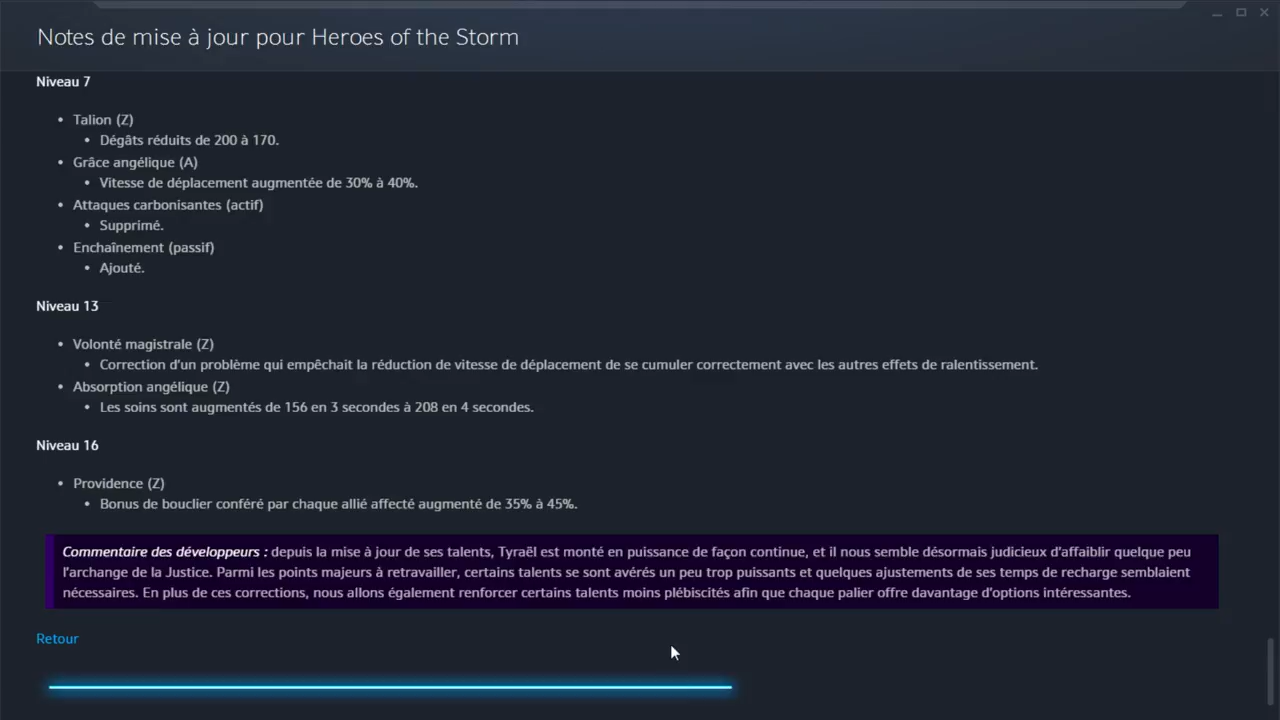 Notes de mise à jour pour Heroes of the Storm
Niveau 7
• Talion (Z)
• Dégâts réduits de 200 à 170.
• Grâce angélique (A)
• Vitesse de déplacement augmentée de 30% à 40%.
• Attaques carbonisantes (actif)
• Supprimé.
• Enchaînement (passif)
• Ajouté.
Niveau 13
• Volonté magistrale (Z)
• Correction d'un problème qui empêchait la réduction de vitesse de déplacement de se cumuler correctement avec les autres effets de ralentissement.
• Absorption angélique (Z)
• Les soins sont augmentés de 156 en 3 secondes à 208 en 4 secondes.
Niveau 16
• Providence (Z)
• Bonus de bouclier conféré par chaque allié affecté augmenté de 35% à 45%.
Commentaire des développeurs : depuis la mise à jour de ses talents, Tyraël est monté en puissance de façon continue, et il nous semble désormais judicieux d'affaiblir quelque peu
l'archange de la Justice. Parmi les points majeurs à retravailler, certains talents se sont avérés un peu trop puissants et quelques ajustements de ses temps de recharge semblaient
nécessaires. En plus de ces corrections, nous allons également renforcer certains talents moins plébiscités afin que chaque palier offre davantage d'options intéressantes.
Retour